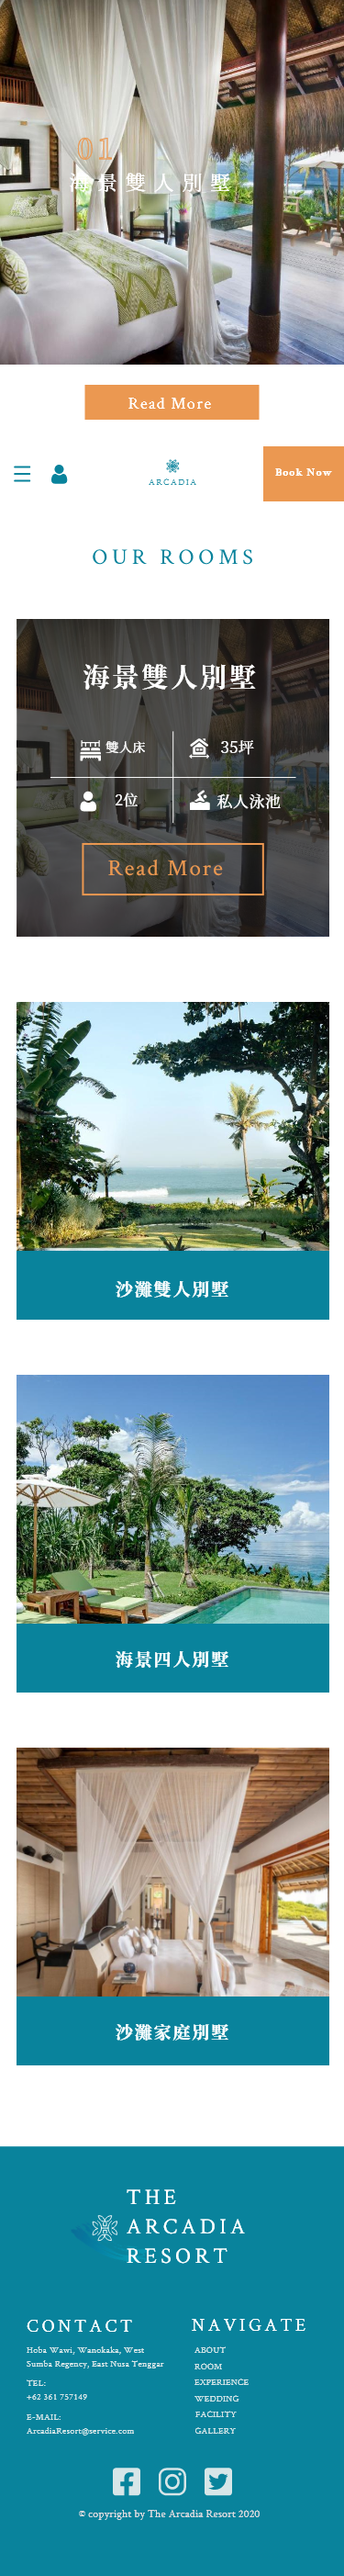 01
海景雙人別墅
Read More
ARCADIA
Book Now
OUR ROOMS
海景雙人別墅
雙人床
35坪
2位
私人泳池
Read More
沙灘雙人別墅
海景四人別墅
沙灘家庭別墅
THE
ARCADIA
RESORT
CONTACT
Hoba Wawi, Wanokaka, West
Sumba Regency, East Nusa Tenggar
TEL:
+62 361 757149
E-MAIL:
ArcadiaResort@service.com
NAVIGATE
ABOUT
ROOM
EXPERIENCE
WEDDING
FACILITY
GALLERY
© copyright by The Arcadia Resort 2020